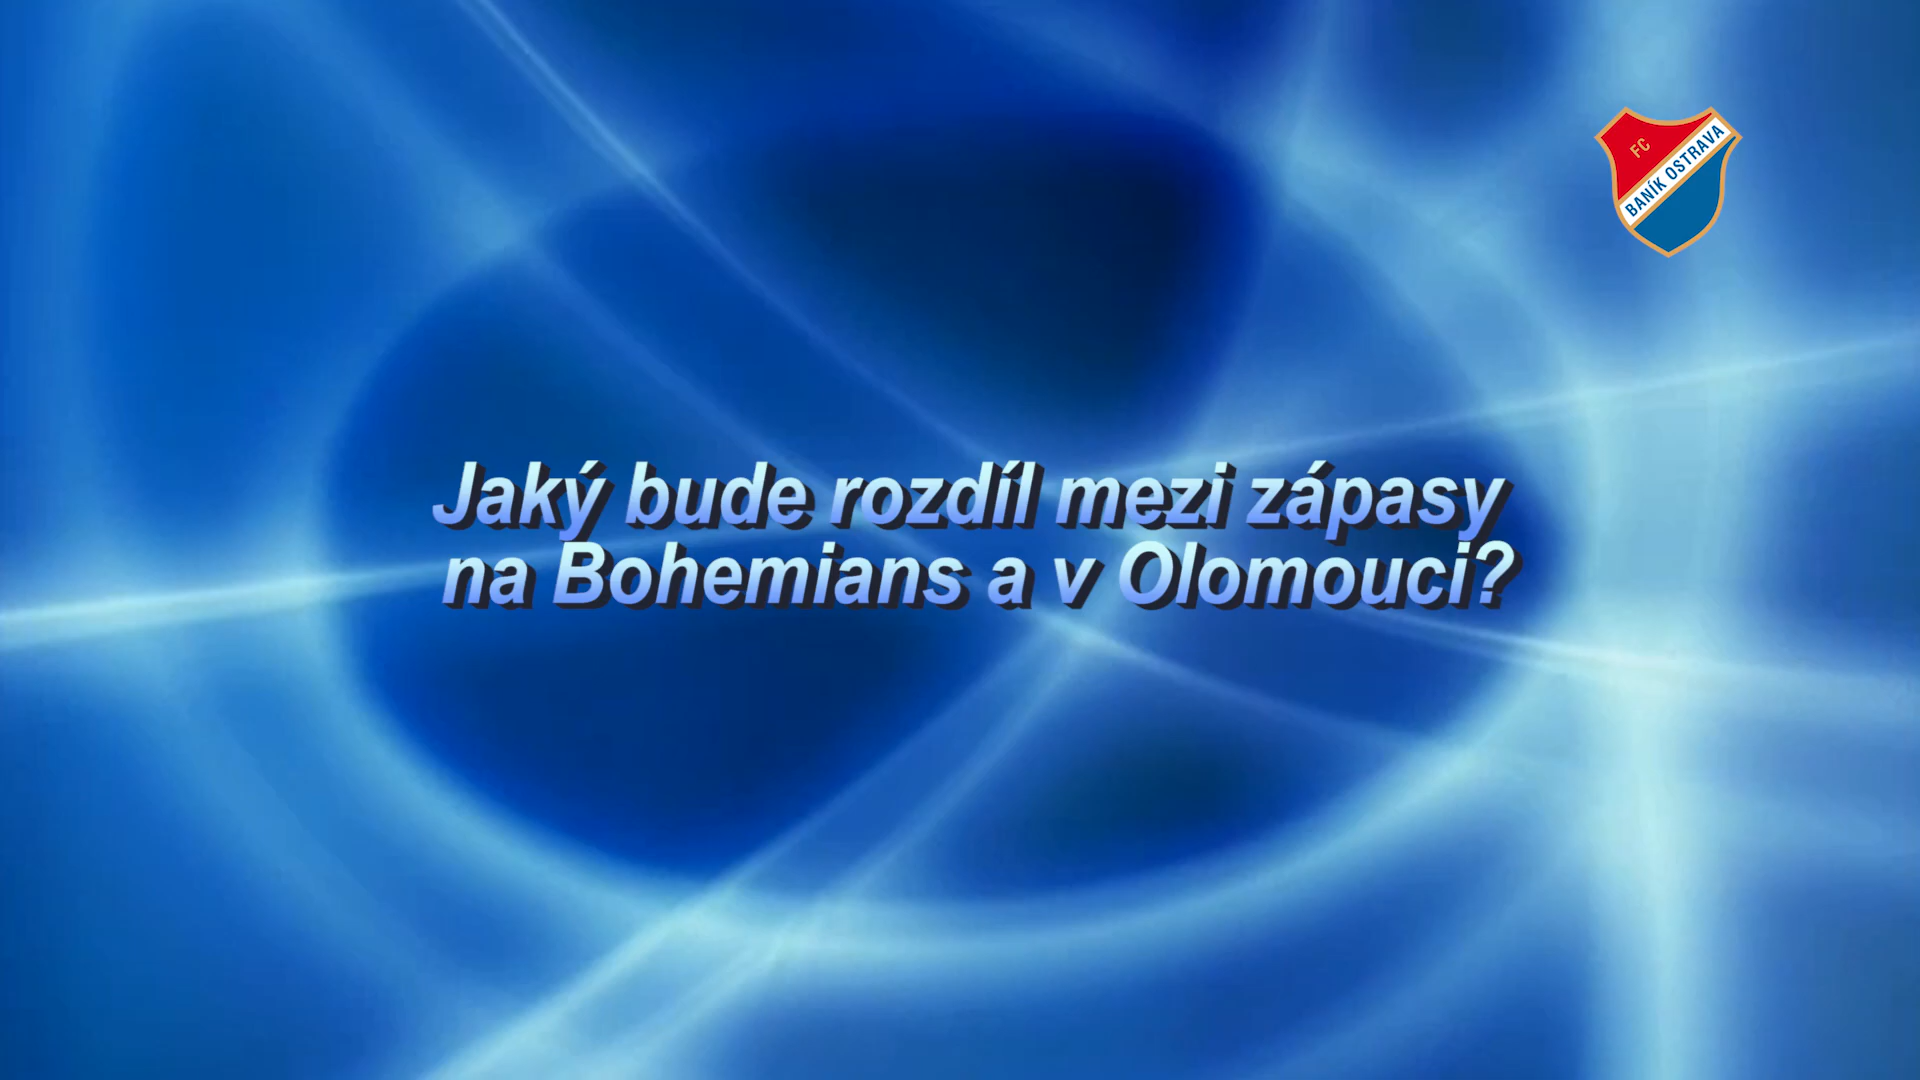 FC
BANÍK OSTRAVA
Jaký bude rozdíl mezi zápasy
na Bohemians a v Olomouci?